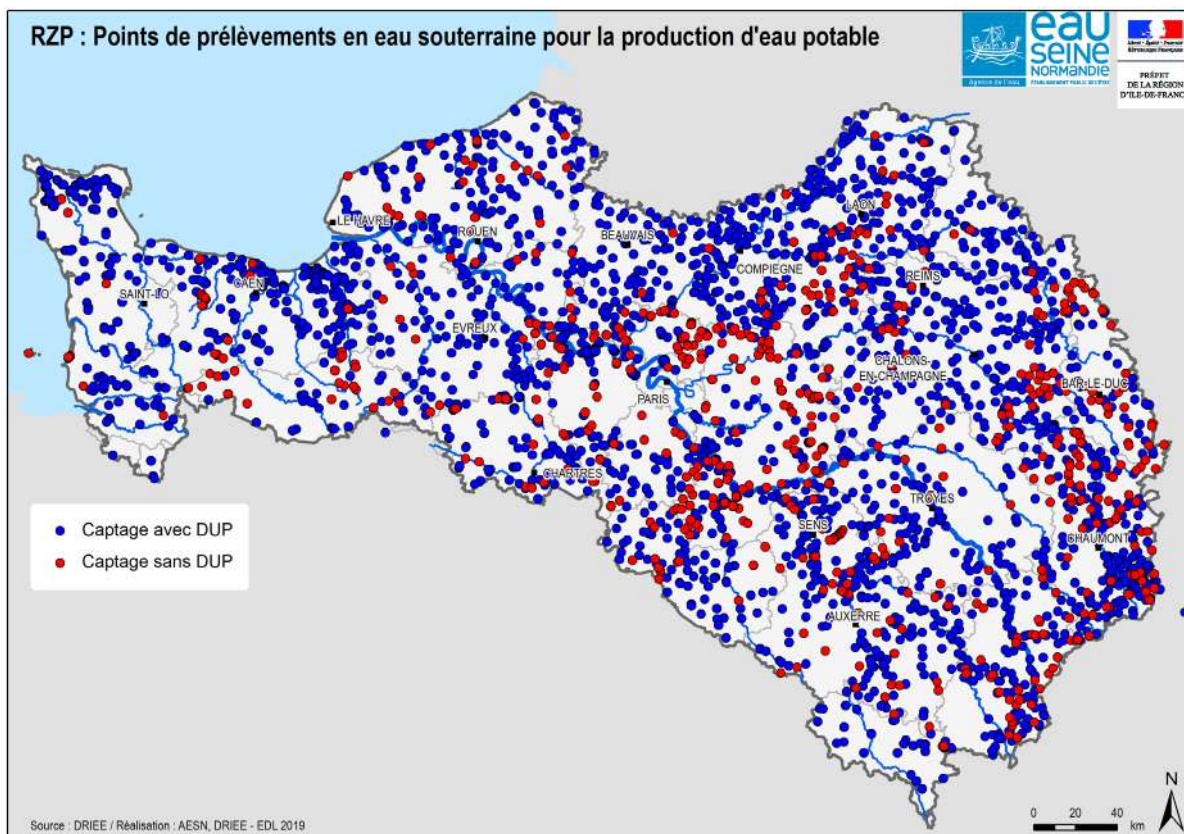 RZP : Points de prélèvements en eau souterraine pour la production d'eau potable
eau
SEINE
NORMANDIE
Agence de l'eau
PRÉFET
DE LA RÉGION
D'ILE-DE-FRANCE
LE HAVRE
ROUEN
BEAUVAIS
LAON
COMPIEGNE
REIMS
SAINT-LO
CAEN
EVREUX
CHALONS-
EN-CHAMPAGNE
BAR-LE-DUC
PARIS
CHARTRES
TROYES
SENS
CHAUMONT
AUXERRE
Captage avec DUP
Captage sans DUP
N
0 20 40
km
Source : DRIEE / Réalisation : AESN, DRIEE - EDL 2019